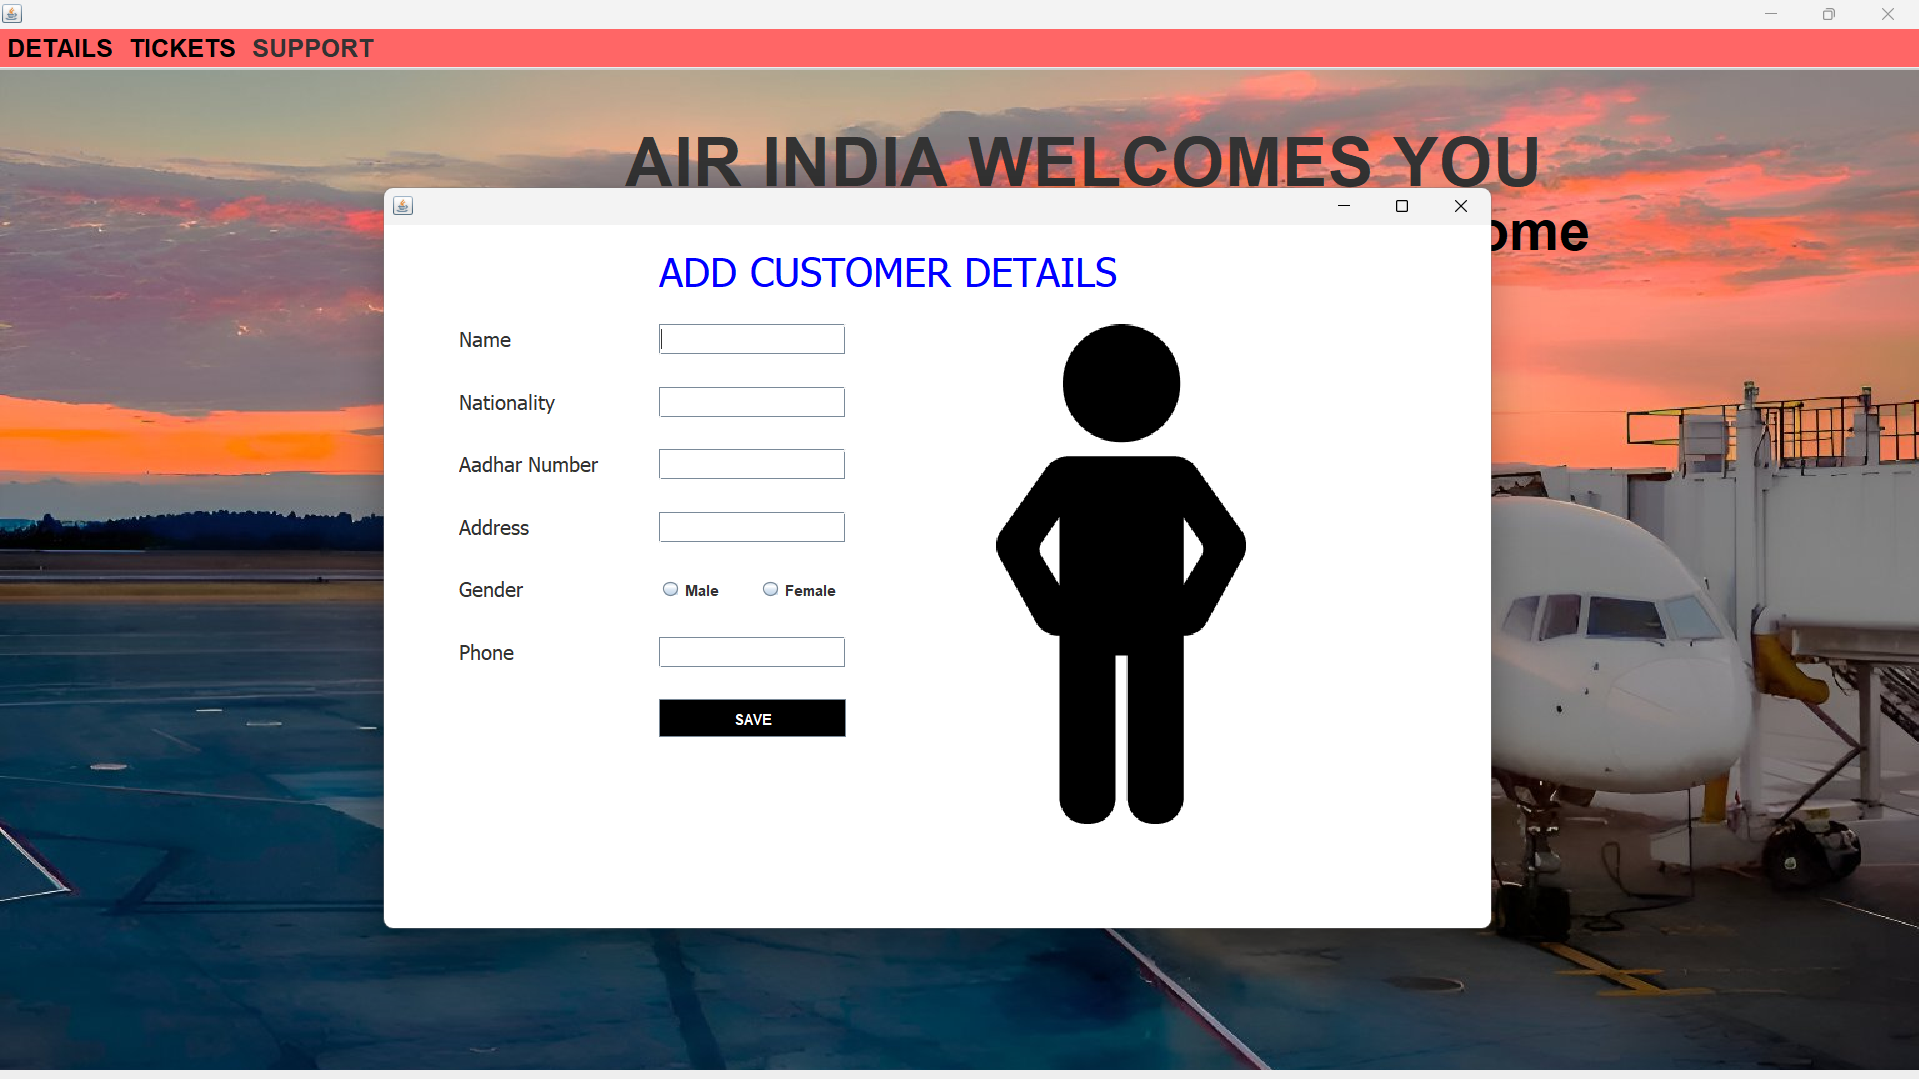 DETAILS TICKETS SUPPORT
AIR INDIA WELCOMES YOU
ome
ADD CUSTOMER DETAILS
Name
Nationality
Aadhar Number
Address
Gender Male Female
Phone
SAVE